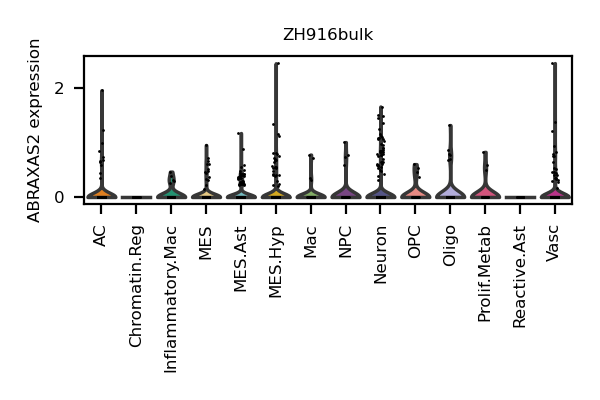 ZH916bulk
ABRAXAS2 expression
2
0
AC
Chromatin.Reg
Inflammatory.Mac
MES
MES.Ast
MES.Hyp
Mac
NPC
Neuron
OPC
Oligo
Prolif.Metab
Reactive.Ast
Vasc